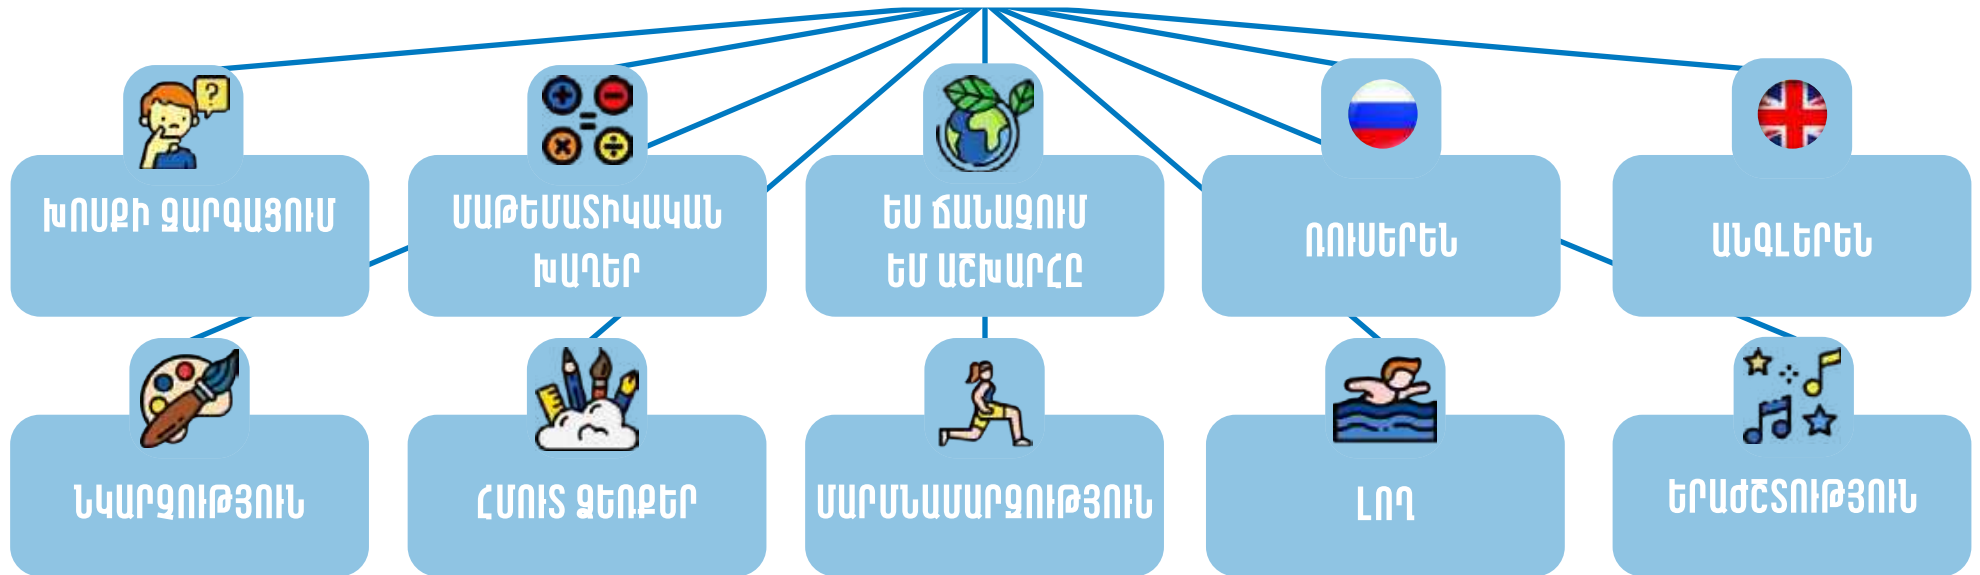 ?
ԽՈՍՔԻ ԶԱՐԳԱՑՈՒՄ
ՄԱԹԵՄԱՏԻԿԱԿԱՆ
ԽԱՂԵՐ
ԵՍ ՃԱՆԱՉՈՒՄ
ԵՄ ԱՇԽԱՐՀԸ
ՌՈՒՍԵՐԵՆ
ԱՆԳԼԵՐԵՆ
ՆԿԱՐՉՈՒԹՅՈՒՆ
ՀՄՈՒՏ ՁԵՌՔԵՐ
ՄԱՐՄՆԱՄԱՐԶՈՒԹՅՈՒՆ
ԼՈՂ
ԵՐԱԺՇՏՈՒԹՅՈՒՆ